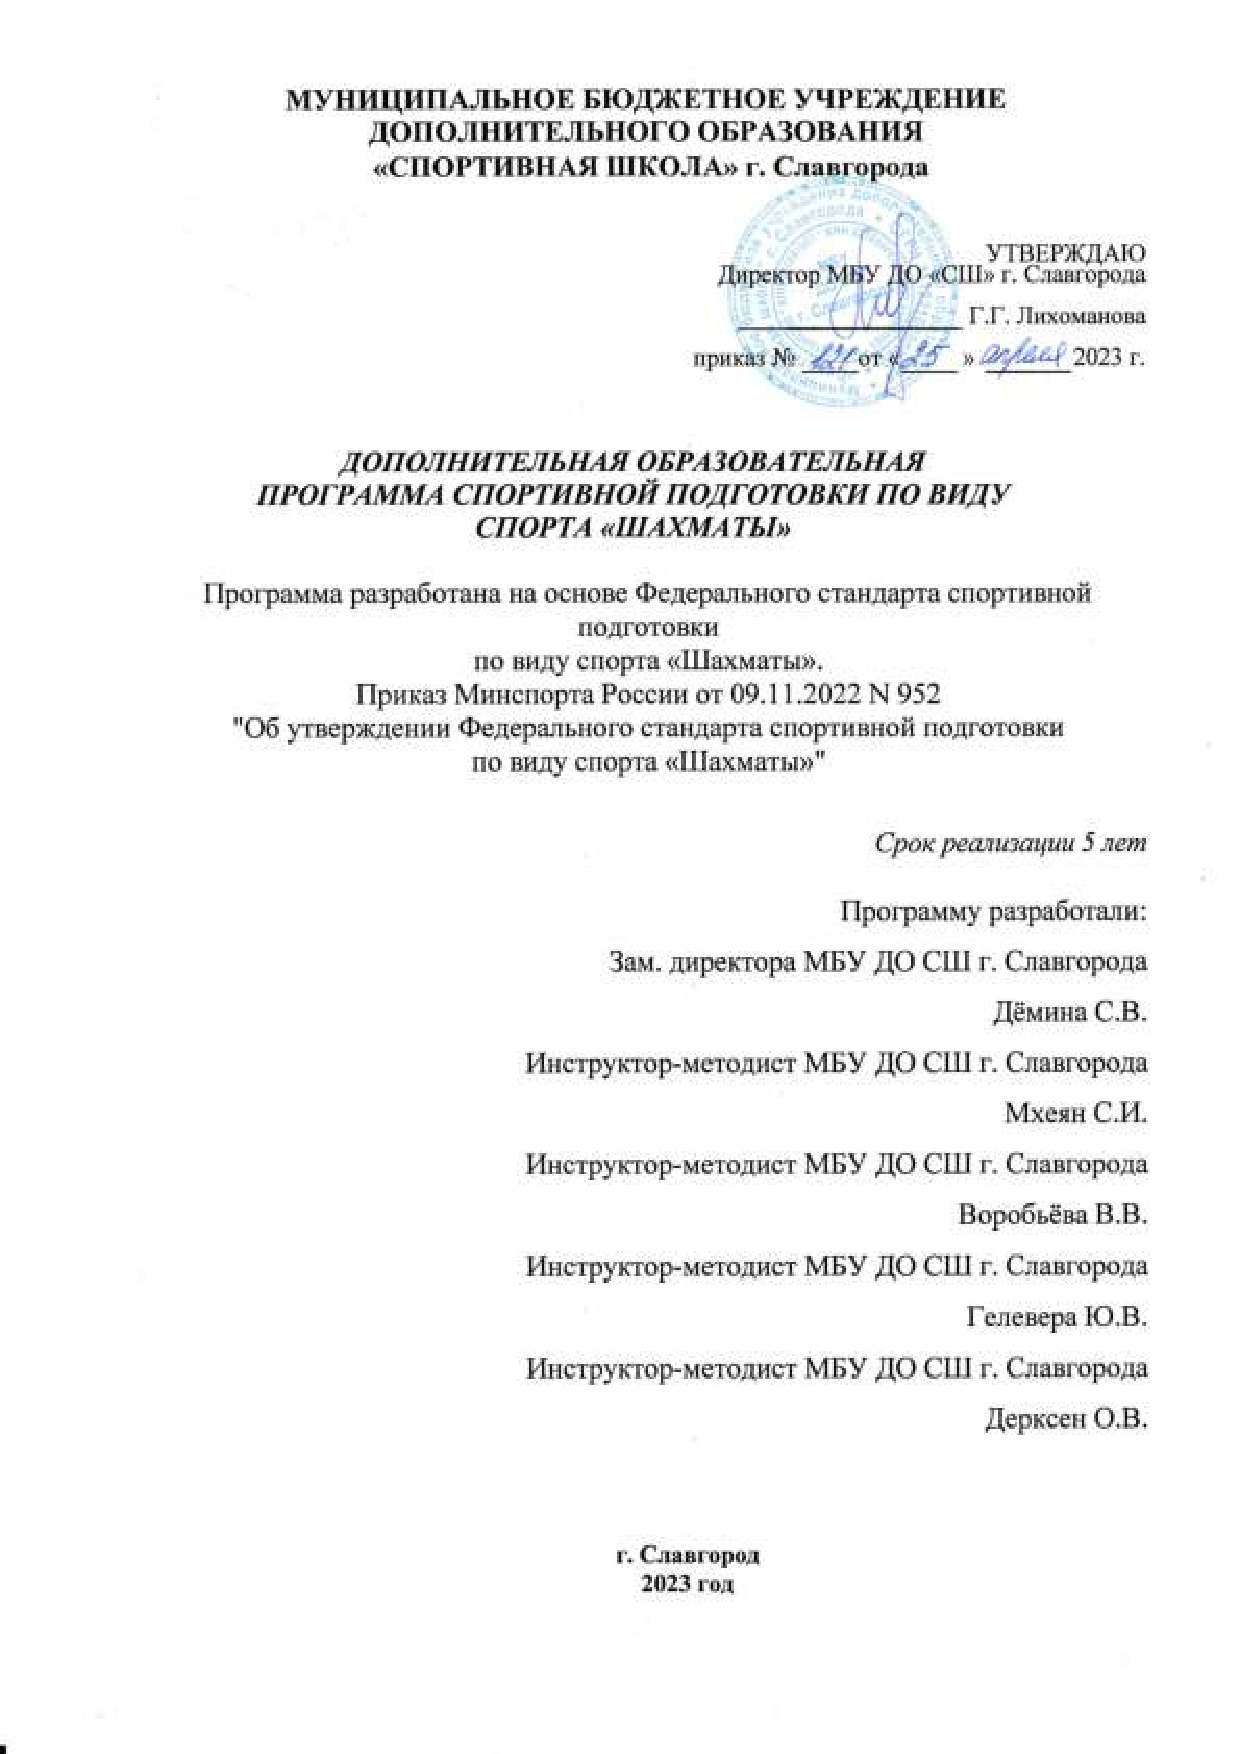 МУНИЦИПАЛЬНОЕ БЮДЖЕТНОЕ УЧРЕЖДЕНИЕ
ДОПОЛНИТЕЛЬНОГО ОБРАЗОВАНИЯ
«СПОРТИВНАЯ ШКОЛА» г. Славгорода
УТВЕРЖДАЮ
Директор МБУ ДО «СШ» г. Славгорода
Г.Г. Лихоманова
приказ № 121 от « 25 » апреля 2023 г.
ДОПОЛНИТЕЛЬНАЯ ОБРАЗОВАТЕЛЬНАЯ
ПРОГРАММА СПОРТИВНОЙ ПОДГОТОВКИ ПО ВИДУ
СПОРТА «ШАХМАТЫ»
Программа разработана на основе Федерального стандарта спортивной
подготовки
по виду спорта «Шахматы».
Приказ Минспорта России от 09.11.2022 N 952
"Об утверждении Федерального стандарта спортивной подготовки
по виду спорта «Шахматы»"
Срок реализации 5 лет
Программу разработали:
Зам. директора МБУ ДО СШ г. Славгорода
Дёмина С.В.
Инструктор-методист МБУ ДО СШ г. Славгорода
Мхеян С.И.
Инструктор-методист МБУ ДО СШ г. Славгорода
Воробьёва В.В.
Инструктор-методист МБУ ДО СШ г. Славгорода
Гелевера Ю.В.
Инструктор-методист МБУ ДО СШ г. Славгорода
Дерксен О.В.
г. Славгород
2023 год